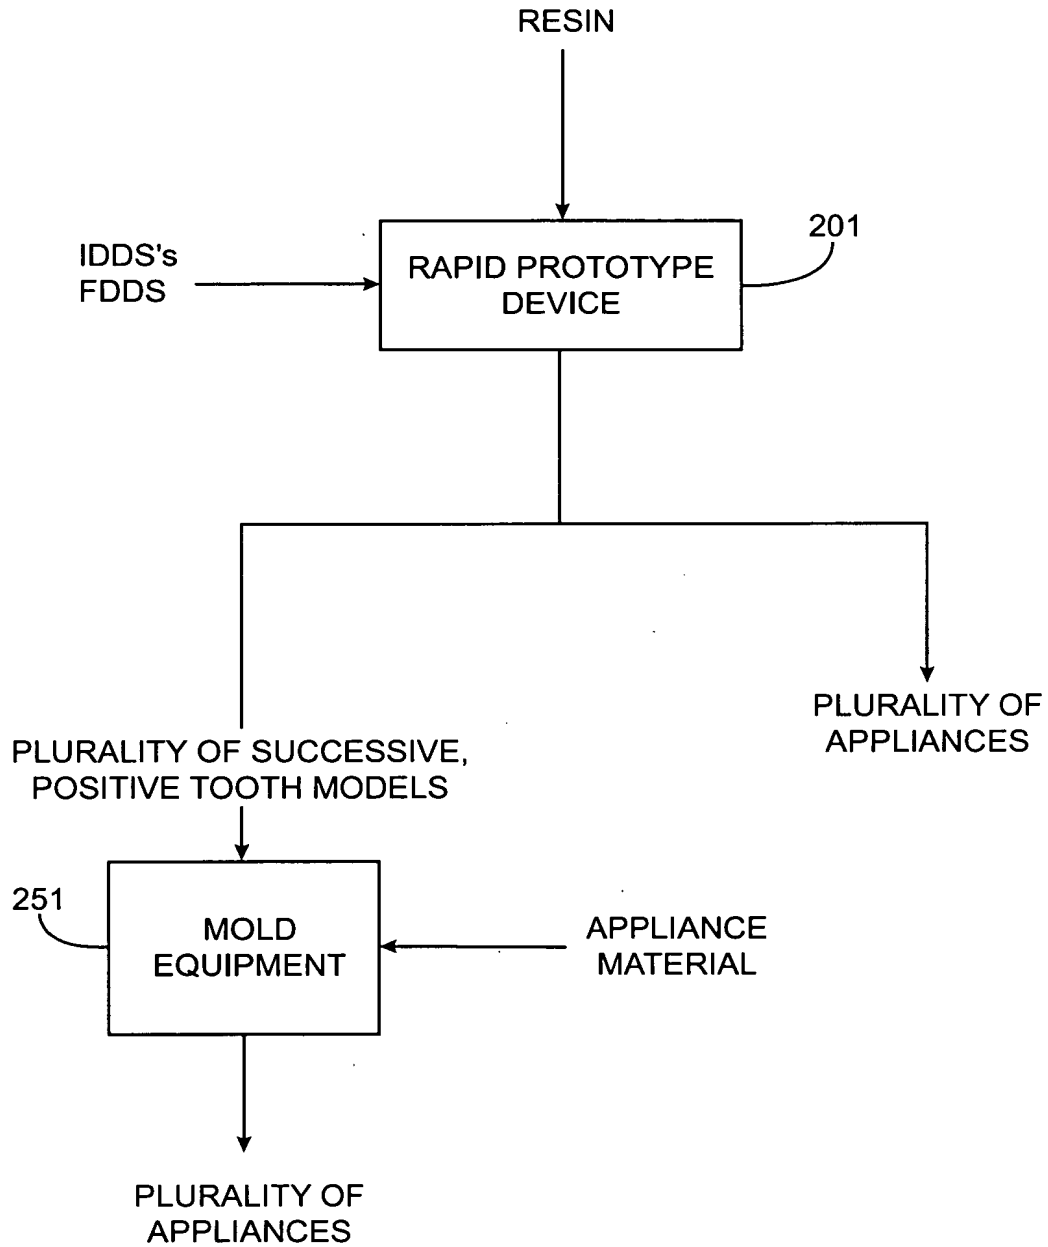 RESIN
201
IDDS's
FDDS
RAPID PROTOTYPE
DEVICE
PLURALITY OF
APPLIANCES
PLURALITY OF SUCCESSIVE,
POSITIVE TOOTH MODELS
251
MOLD
EQUIPMENT
APPLIANCE
MATERIAL
PLURALITY OF
APPLIANCES